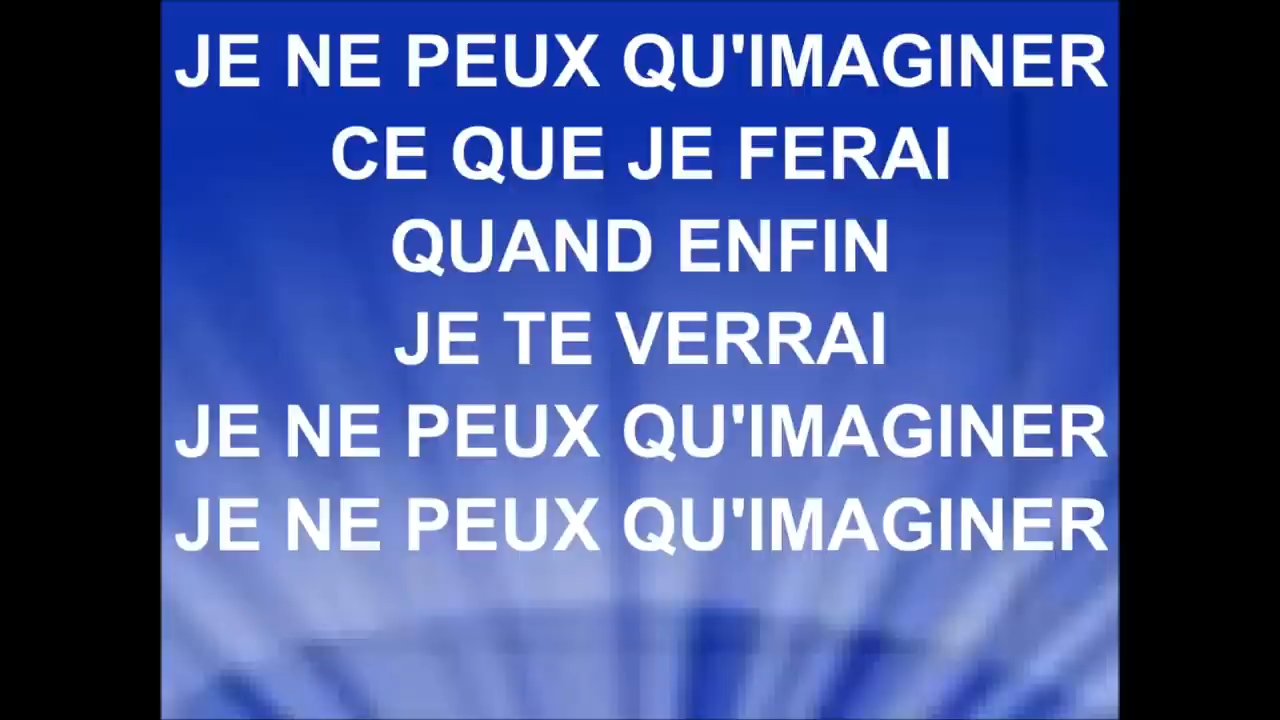 JE NE PEUX QU'IMAGINER
CE QUE JE FERAI
QUAND ENFIN
JE TE VERRAI
JE NE PEUX QU'IMAGINER
JE NE PEUX QU'IMAGINER